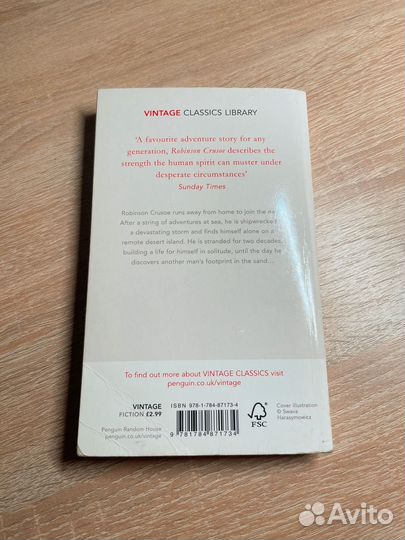 VINTAGE CLASSICS LIBRARY
'A favourite adventure story for any
generation, Robinson Crusoe describes the
strength the human spirit can muster under
desperate circumstances'
Sunday Times
Robinson Crusoe runs away from home to join the
After a string of adventures at sea, he is shipwrecked
a devastating storm and finds himself alone on a
remote desert island. He is stranded for two decades,
building a life for himself in solitude, until the day he
discovers another man's footprint in the sand...
To find out more about VINTAGE CLASSICS visit
penguin.co.uk/vintage
VINTAGE
FICTION £2.99
Penguin Random House
penguin.co.uk/vintage
ISBN 978-1-784-87173-4
9 781784 871734
FSC
Cover illustration
© Swava
Harasymowicz
Avito